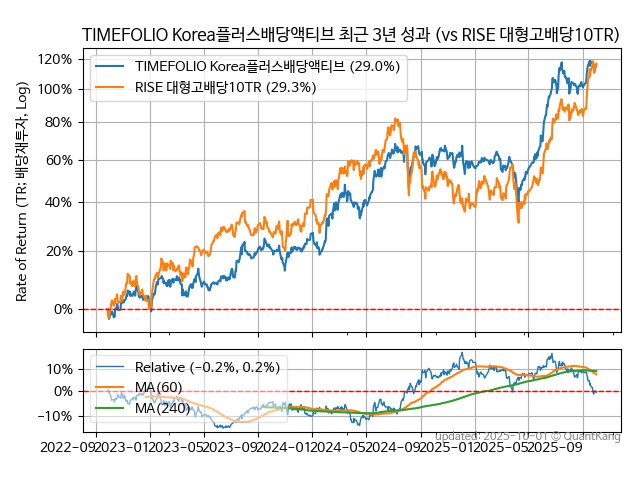 TIMEFOLIO Korea플러스배당액티브 최근 3년 성과 (vs RISE 대형고배당10TR)
Rate of Return (TR: 배당재투자, Log)
120%
100%
80%
60%
40%
20%
0%
TIMEFOLIO Korea플러스배당액티브 (29.0%)
RISE 대형고배당10TR (29.3%)
10%
0%
−10%
Relative (−0.2%, 0.2%)
MA(60)
MA(240)
2022−09 2023−01 2023−05 2023−09 2024−01 2024−05 2024−09 2025−01 2025−05 2025−09
updated: 2025−10−01 © QuantKang